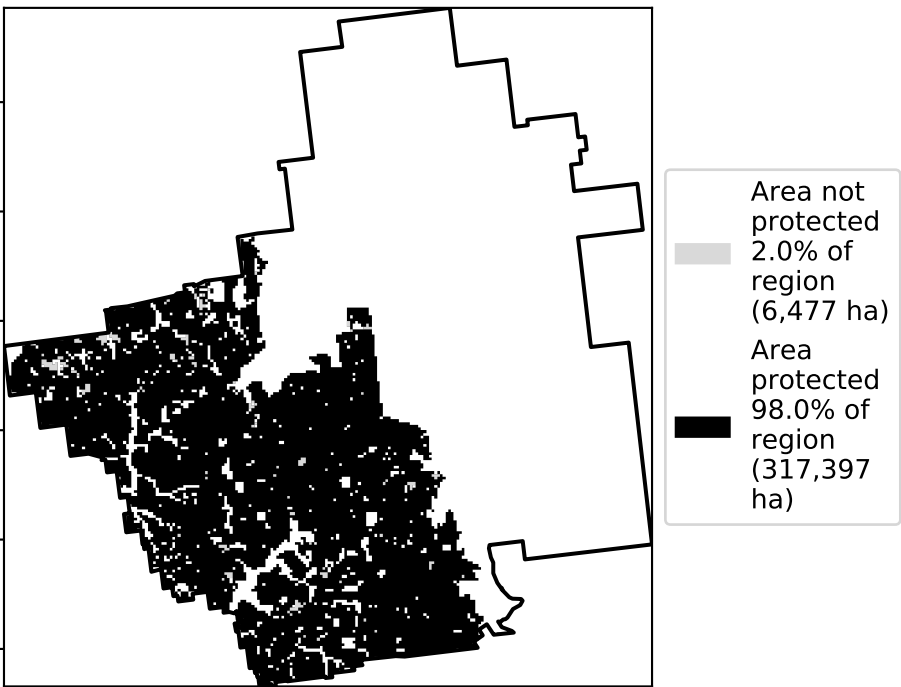 Area not
protected
2.0% of
region
(6,477 ha)
Area
protected
98.0% of
region
(317,397
ha)